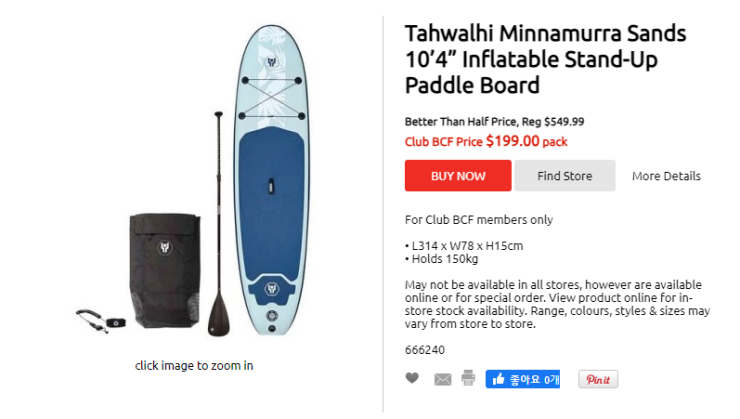 Tahwalhi Minnamurra Sands
10’4” Inflatable Stand-Up
Paddle Board
Better Than Half Price, Reg $549.99
Club BCF Price $199.00 pack
BUY NOW
Find Store
More Details
For Club BCF members only
• L314 x W78 x H15cm
• Holds 150kg
May not be available in all stores, however are available
online or for special order. View product online for in-
store stock availability. Range, colours, styles & sizes may
vary from store to store.
666240
좋아요 0개
Pin it
click image to zoom in